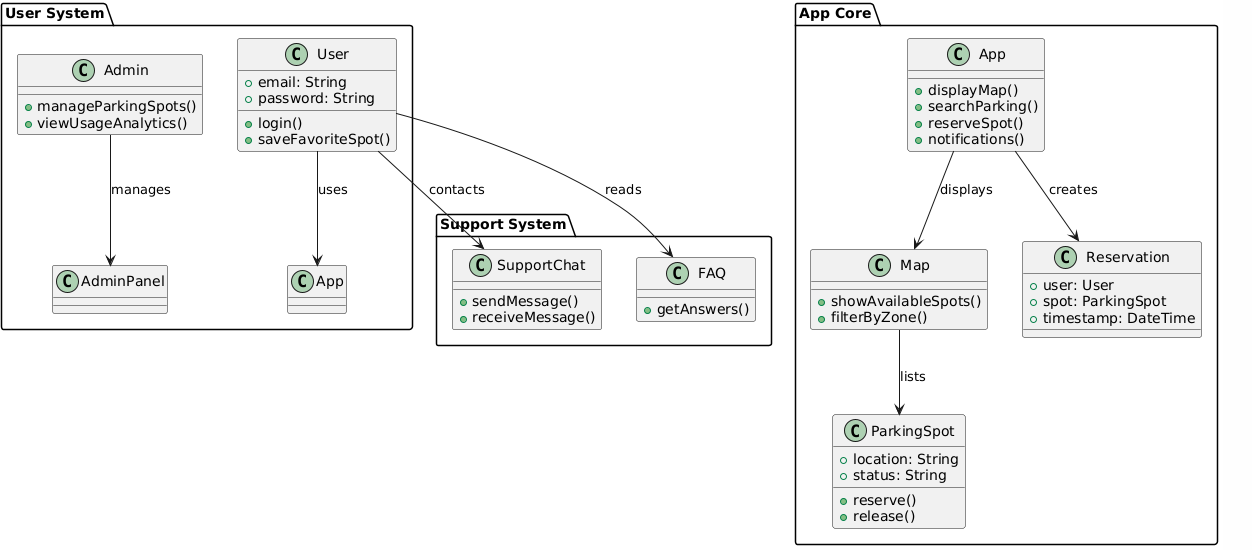 User System
C Admin
manageParkingSpots()
viewUsageAnalytics()
C User
email: String
password: String
login()
saveFavoriteSpot()
manages
uses
contacts
reads
C AdminPanel
C App
Support System
C SupportChat
sendMessage()
receiveMessage()
C FAQ
getAnswers()
App Core
C App
displayMap()
searchParking()
reserveSpot()
notifications()
displays
creates
C Map
showAvailableSpots()
filterByZone()
C Reservation
user: User
spot: ParkingSpot
timestamp: DateTime
lists
C ParkingSpot
location: String
status: String
reserve()
release()